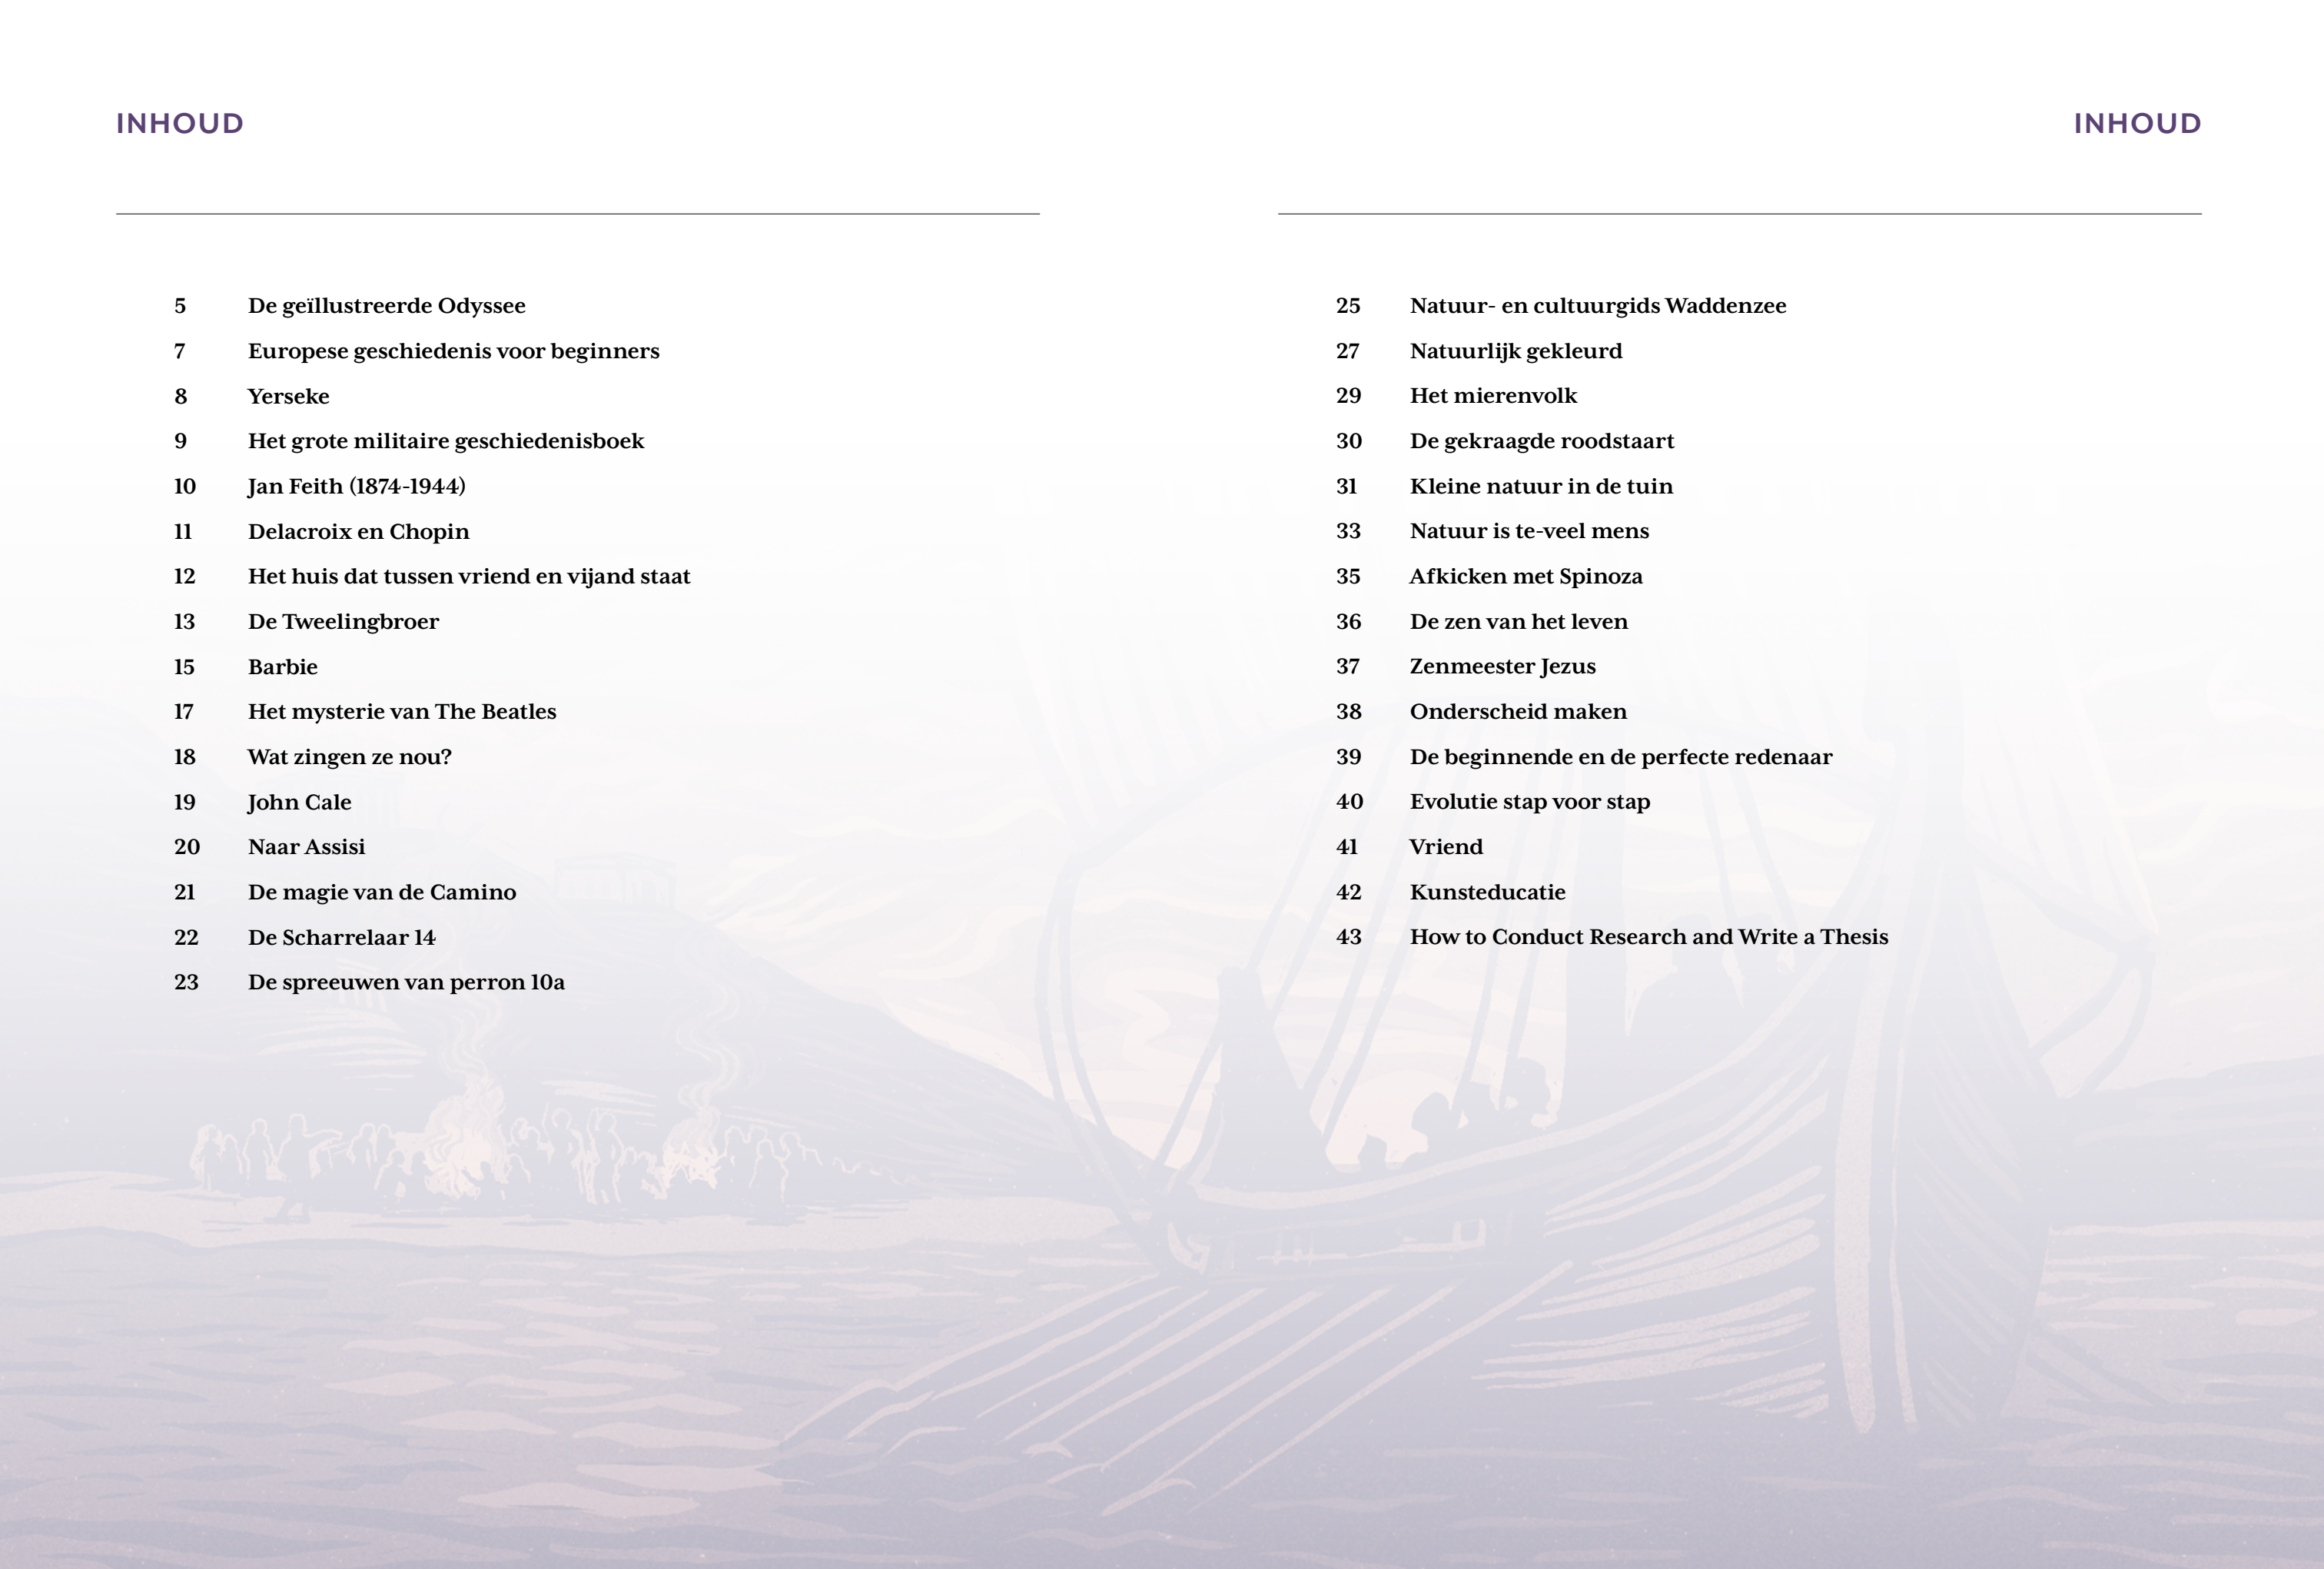 INHOUD
5 De geïllustreerde Odyssee
7 Europese geschiedenis voor beginners
8 Yerseke
9 Het grote militaire geschiedenisboek
10 Jan Feith (1874-1944)
11 Delacroix en Chopin
12 Het huis dat tussen vriend en vijand staat
13 De Tweelingbroer
15 Barbie
17 Het mysterie van The Beatles
18 Wat zingen ze nou?
19 John Cale
20 Naar Assisi
21 De magie van de Camino
22 De Scharrelaar 14
23 De spreeuwen van perron 10a
INHOUD
25 Natuur- en cultuurgids Waddenzee
27 Natuurlijk gekleurd
29 Het mierenvolk
30 De gekraagde roodstaart
31 Kleine natuur in de tuin
33 Natuur is te-veel mens
35 Afkicken met Spinoza
36 De zen van het leven
37 Zenmeester Jezus
38 Onderscheid maken
39 De beginnende en de perfecte redenaar
40 Evolutie stap voor stap
41 Vriend
42 Kunsteducatie
43 How to Conduct Research and Write a Thesis